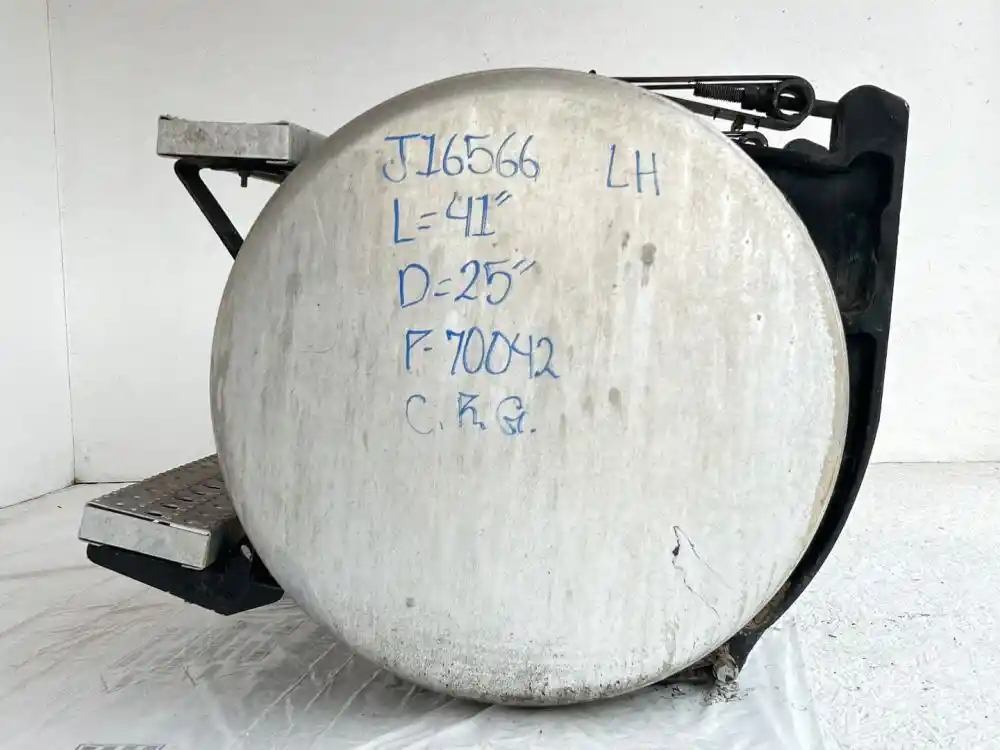 J16566 LH
L=41"
D=25"
F-70042
C.R.G.